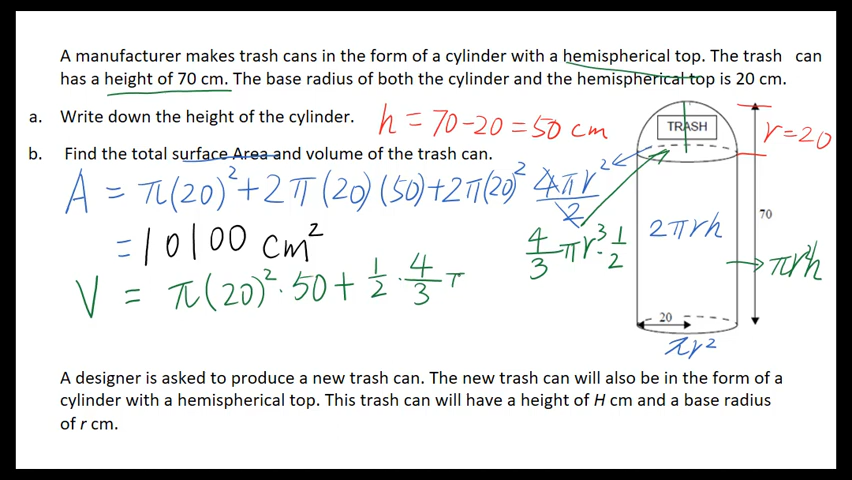 A manufacturer makes trash cans in the form of a cylinder with a hemispherical top. The trash can
has a height of 70 cm. The base radius of both the cylinder and the hemispherical top is 20 cm.
a. Write down the height of the cylinder. h = 70-20 = 50 cm
TRASH
r=20
b. Find the total surface Area and volume of the trash can.
A = π(20)² + 2π(20)(50) + 2π(20)² 4πr²/2
= 10100 cm²
4/3 πr³·1/2
2πrh
70
πr²h
V = π(20)²·50 + 1/2 · 4/3 π
20
πr²
A designer is asked to produce a new trash can. The new trash can will also be in the form of a
cylinder with a hemispherical top. This trash can will have a height of H cm and a base radius
of r cm.